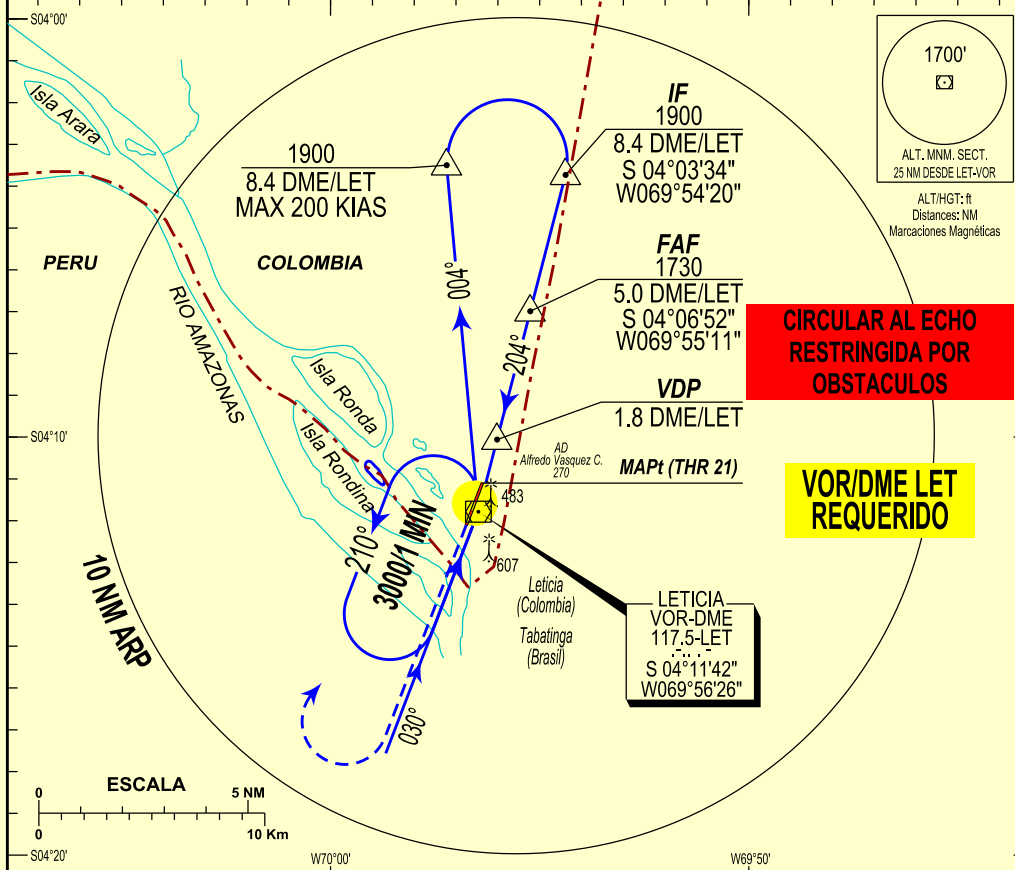 S04°00'
1700'
ALT. MNM. SECT.
25 NM DESDE LET-VOR
ALT/HGT: ft
Distances: NM
Marcaciones Magnéticas
Isla Arara
1900
8.4 DME/LET
MAX 200 KIAS
IF
1900
8.4 DME/LET
S 04°03'34"
W069°54'20"
PERU
COLOMBIA
FAF
1730
5.0 DME/LET
S 04°06'52"
W069°55'11"
004°
204°
RIO AMAZONAS
CIRCULAR AL ECHO
RESTRINGIDA POR
OBSTACULOS
Isla Ronda
VDP
1.8 DME/LET
S04°10'
Isla Rondina
AD
Alfredo Vasquez C.
270
MAPt (THR 21)
483
VOR/DME LET
REQUERIDO
210°
3000/1 MIN
607
10 NM ARP
Leticia
(Colombia)
Tabatinga
(Brasil)
LETICIA
VOR-DME
117.5-LET
S 04°11'42"
W069°56'26"
030°
ESCALA
0 5 NM
0 10 Km
S04°20'
W70°00'
W69°50'